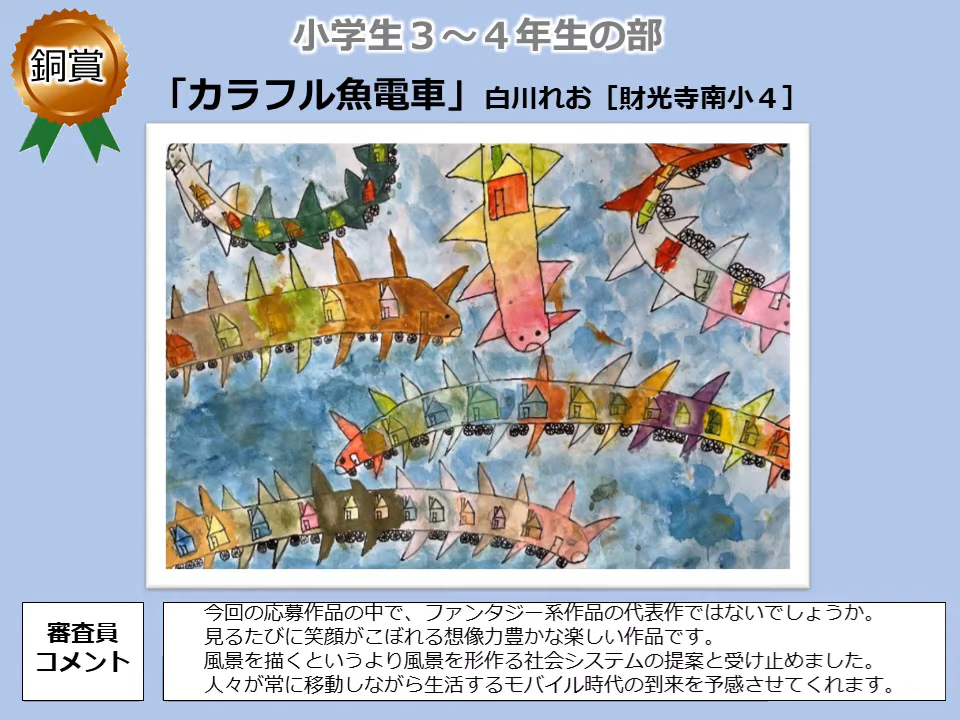 小学生３～４年生の部
銅賞
「カラフル魚電車」白川れお［財光寺南小４］
審査員
コメント
今回の応募作品の中で、ファンタジー系作品の代表作ではないでしょうか。
見るたびに笑顔がこぼれる想像力豊かな楽しい作品です。
風景を描くというより風景を形作る社会システムの提案と受け止めました。
人々が常に移動しながら生活するモバイル時代の到来を予感させてくれます。